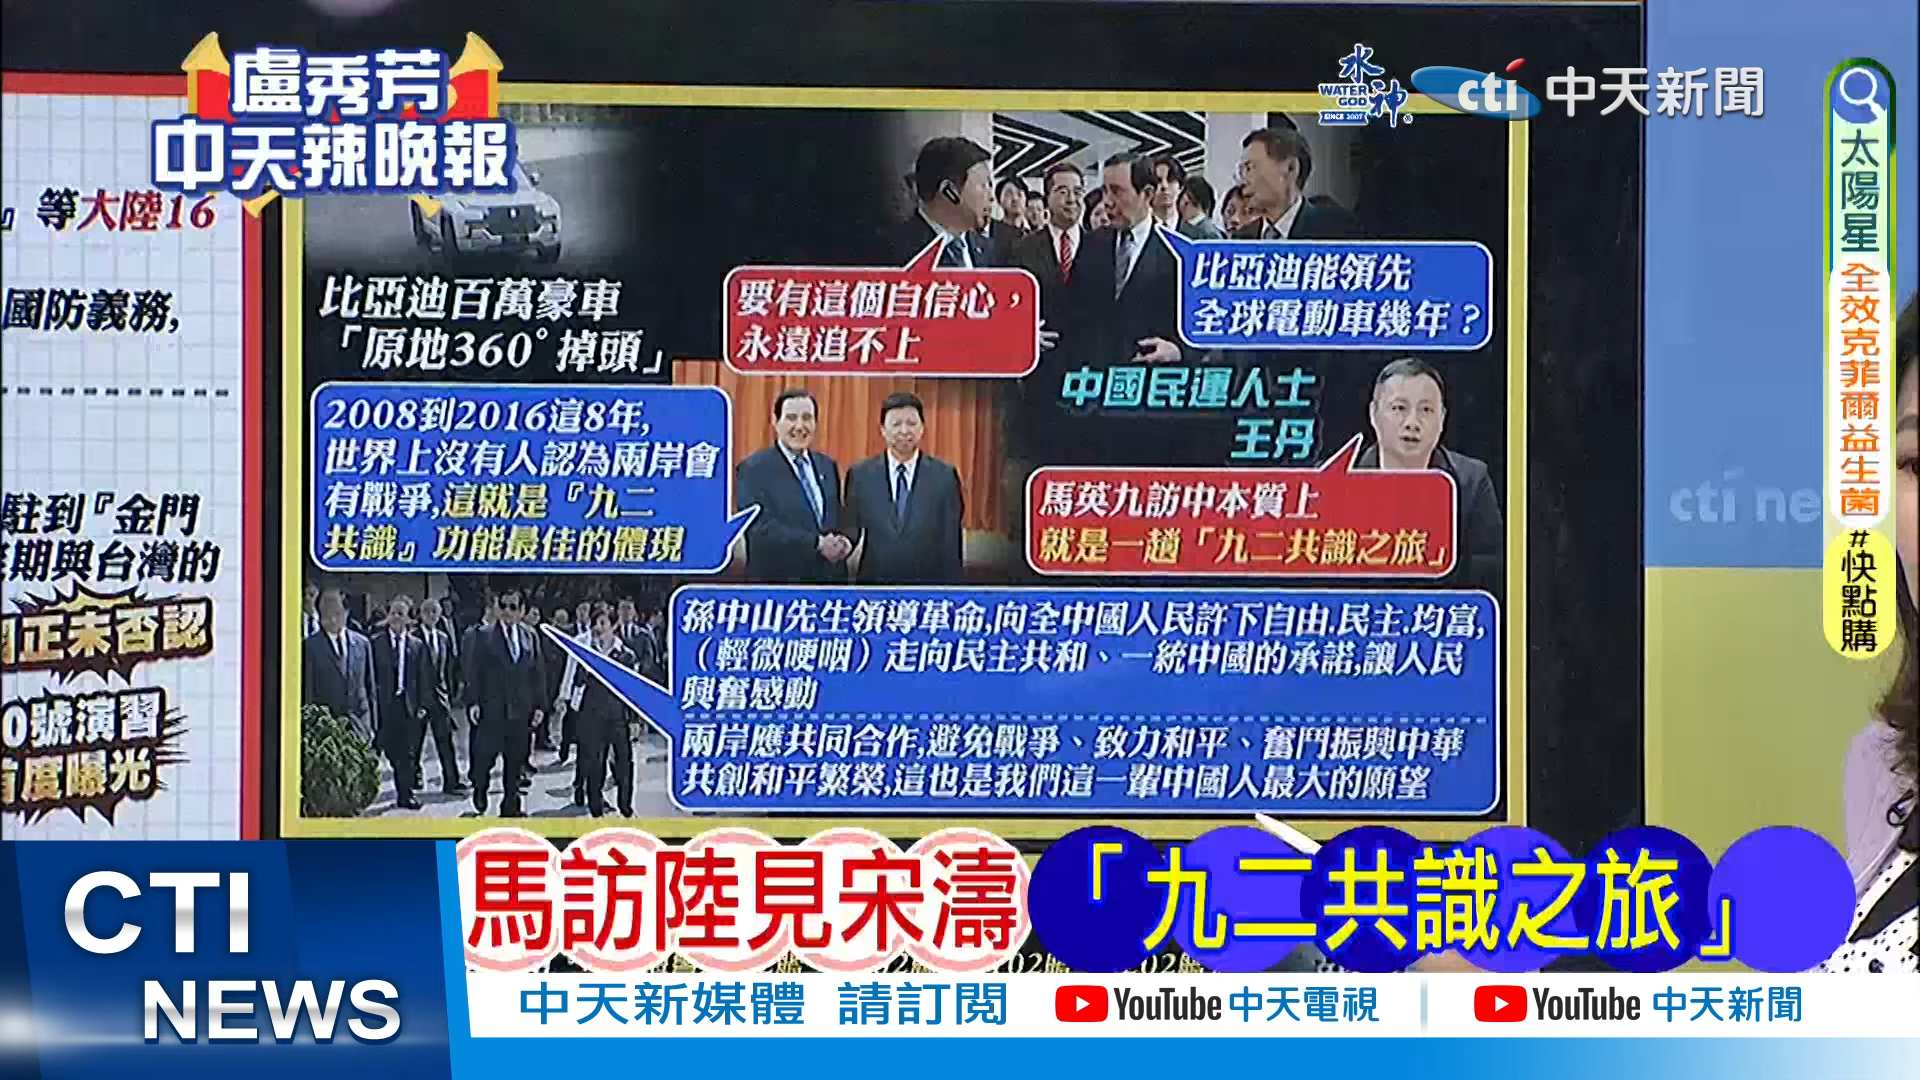 盧秀芳
中天辣晚報
水神
WATER GOD
SINCE 2007
cti 中天新聞
太陽星 全效克菲爾益生菌 #快點購
』等大陸16
國防義務,
駐到『金門
期與台灣的
正未否認
0號演習
首度曝光
比亞迪百萬豪車
「原地360°掉頭」
要有這個自信心，
永遠追不上
比亞迪能領先
全球電動車幾年？
2008到2016這8年,
世界上沒有人認為兩岸會
有戰爭,這就是『九二
共識』功能最佳的體現
中國民運人士
王丹
馬英九訪中本質上
就是一趟「九二共識之旅」
孫中山先生領導革命,向全中國人民許下自由.民主.均富,
（輕微哽咽）走向民主共和、一統中國的承諾,讓人民
興奮感動
兩岸應共同合作,避免戰爭、致力和平、奮鬥振興中華
共創和平繁榮,這也是我們這一輩中國人最大的願望
cti ne
馬訪陸見宋濤「九二共識之旅」
CTI
NEWS
中天新媒體 請訂閱 YouTube 中天電視 | YouTube 中天新聞